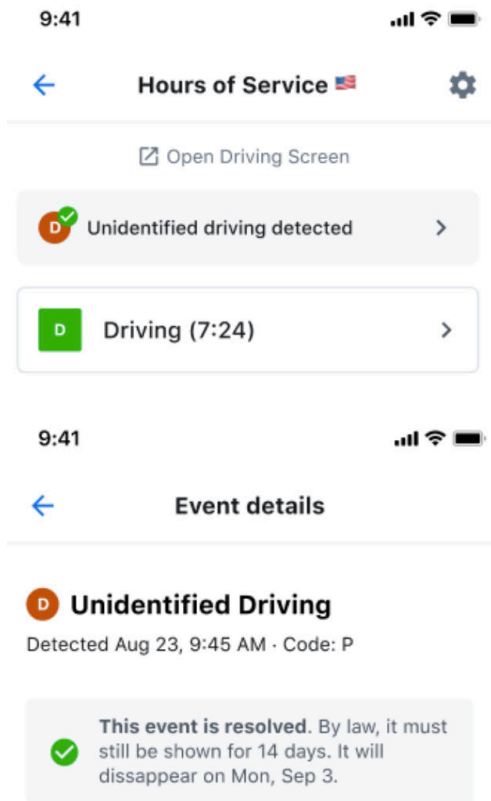 9:41
Hours of Service 🇺🇸
Open Driving Screen
D Unidentified driving detected
D Driving (7:24)
9:41
Event details
D Unidentified Driving
Detected Aug 23, 9:45 AM · Code: P
This event is resolved. By law, it must
still be shown for 14 days. It will
dissappear on Mon, Sep 3.